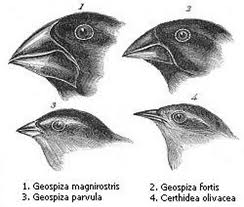 1
2
3
4
1. Geospiza magnirostris 2. Geospiza fortis
3. Geospiza parvula 4. Certhidea olivacea